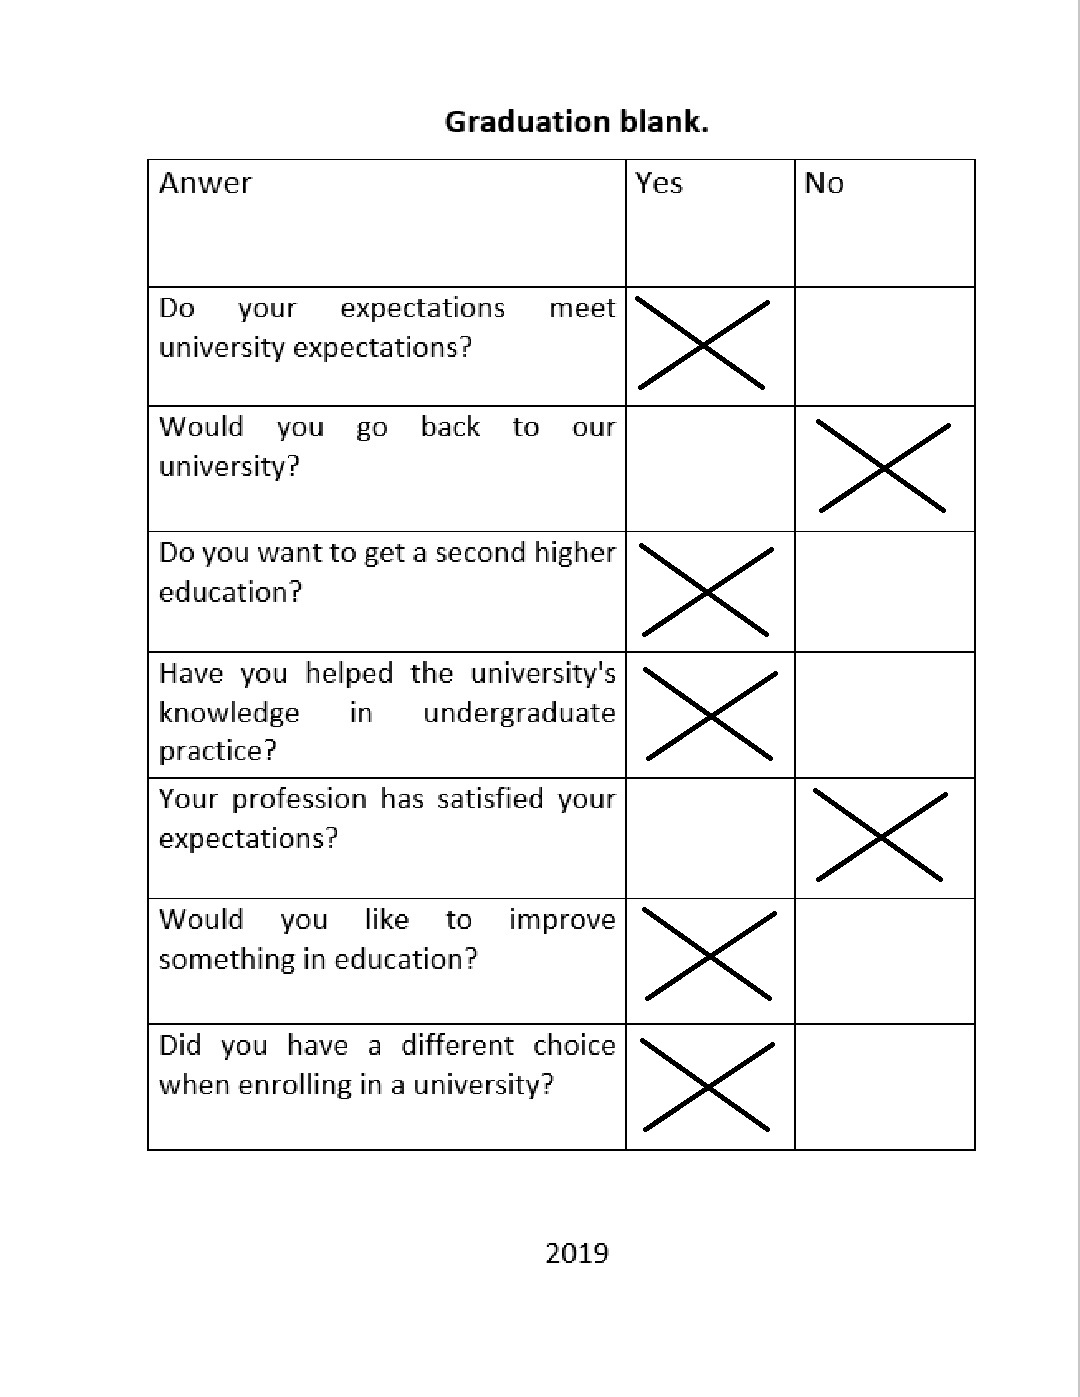 Graduation blank.
Anwer Yes No
Do your expectations meet
university expectations?
Would you go back to our
university?
Do you want to get a second higher
education?
Have you helped the university's
knowledge in undergraduate
practice?
Your profession has satisfied your
expectations?
Would you like to improve
something in education?
Did you have a different choice
when enrolling in a university?
2019